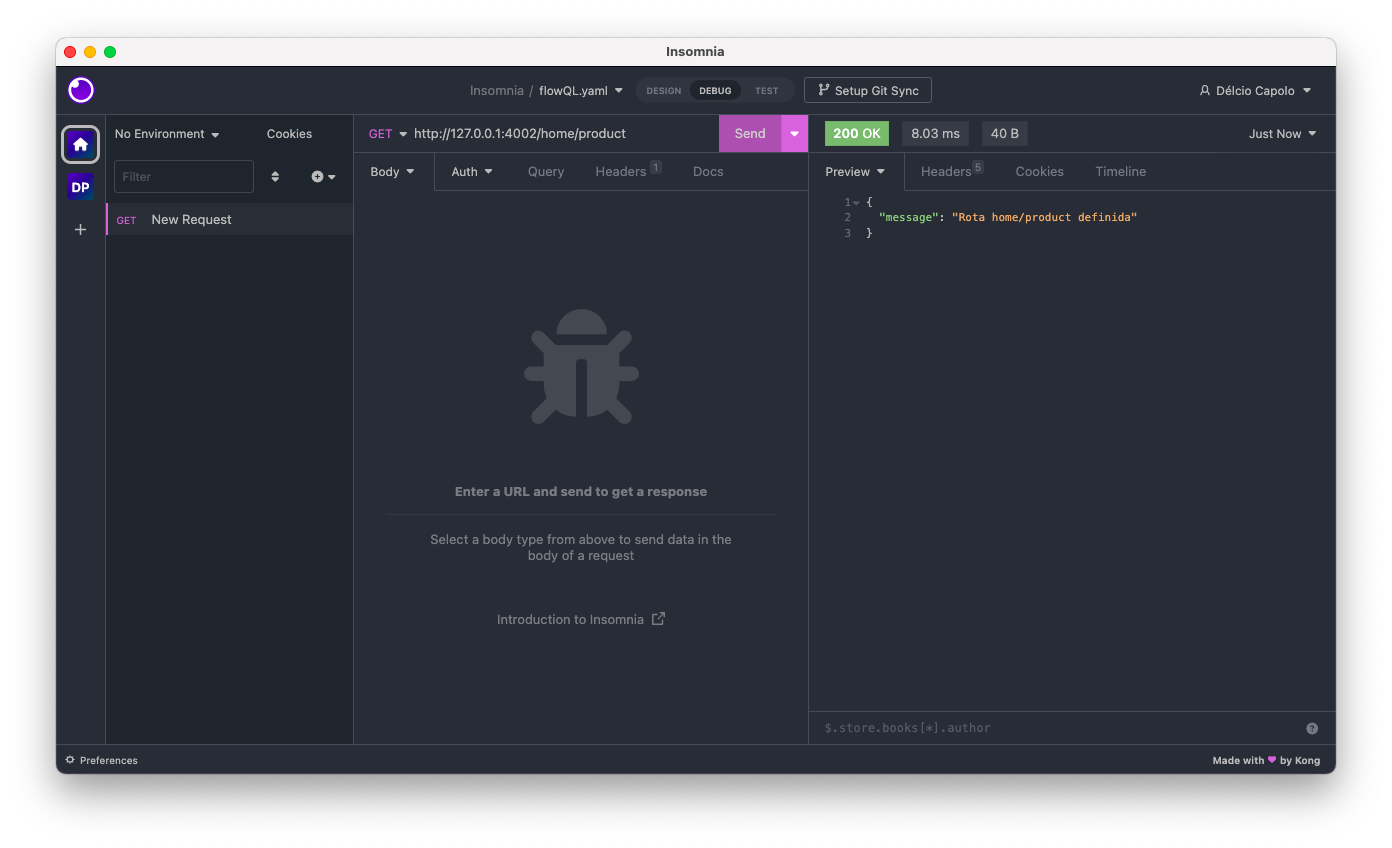 Insomnia
Insomnia / flowQL.yaml
DESIGN DEBUG TEST
Setup Git Sync
Délcio Capolo
DP
No Environment
Cookies
Filter
GET New Request
GET http://127.0.0.1:4002/home/product
Send
Body Auth Query Headers 1 Docs
Enter a URL and send to get a response
Select a body type from above to send data in the
body of a request
Introduction to Insomnia
200 OK 8.03 ms 40 B Just Now
Preview Headers 5 Cookies Timeline
1 {
2 "message": "Rota home/product definida"
3 }
$.store.books[*].author
Preferences
Made with ♥ by Kong